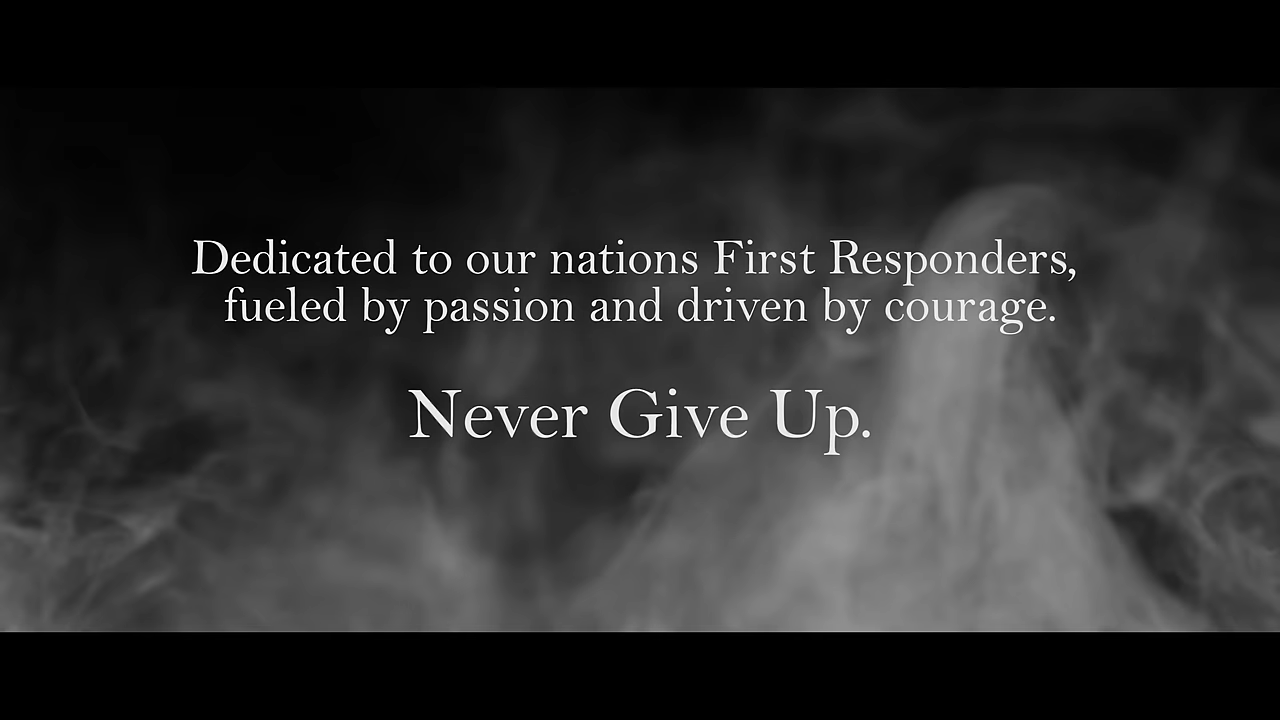 Dedicated to our nations First Responders,
fueled by passion and driven by courage.
Never Give Up.